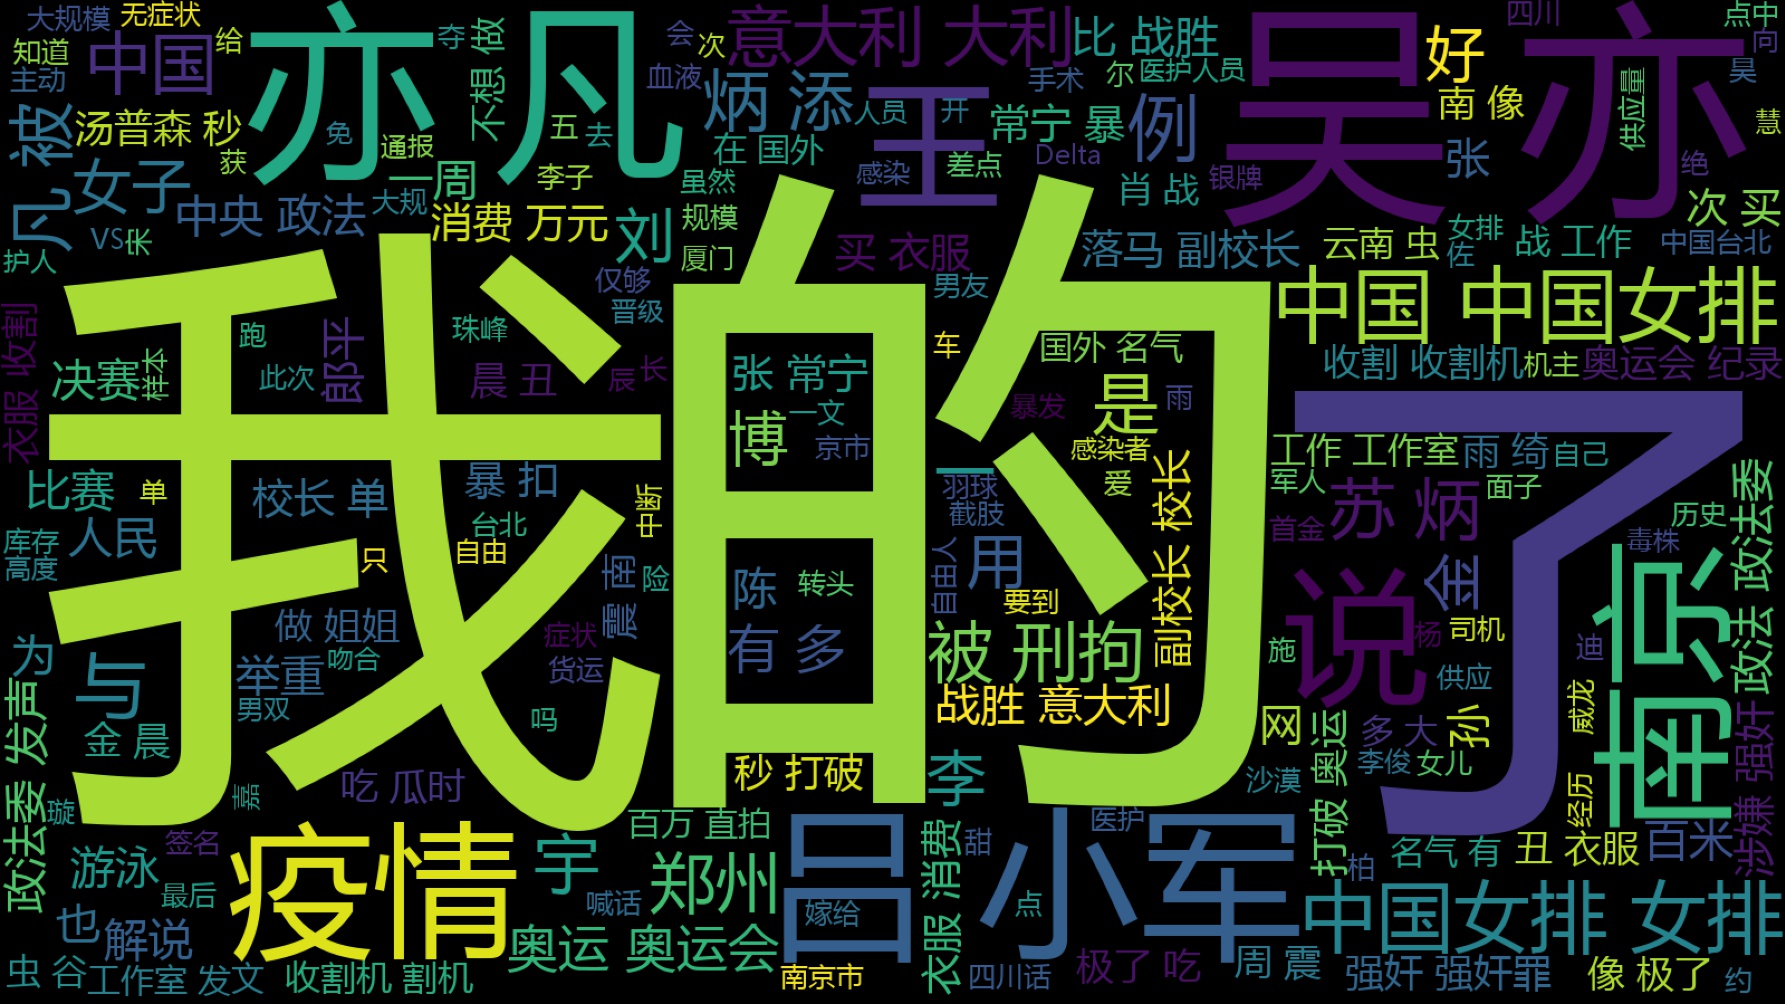 大规模
无症状
知道
中国
给
主动
亦 凡
夺
不想 做
会
次
意大利 大利
比 战胜
四川
点中
向
吴 亦
好
昊
血液
炳 添
手术
尔
医护人员
南 像
供应量
慧
被
汤普森 秒
免
通报
五
去
人员
王
开
常宁 暴
例
获
一周
李子
在 国外
感染
差点
Delta
张
绝
凡
女子
虽然
肖 战
银牌
中央 政法
大规
消费 万元
刘
规模
次 买
VS
张
护人
厦门
买 衣服
落马 副校长
云南 虫
女排
佐
战 工作
中国台北
我
的
仅够
男友
晋级
中国 中国女排
衣服 收割
跑
郎平
珠峰
车
国外 名气
收割 收割机
机主
奥运会 纪录
决赛
样本
此次
晨 丑
辰
长
张 常宁
是
雨
暴发
了
博
一文
京市
感染者
工作 工作室
雨 绮
自己
比赛
单
校长 单
暴 扣
中断
一
羽球
截肢
爱
副校长 校长
军人
苏 炳
面子
政法 政法委
台北
首金
历史
库存
人民
高度
只
自由
震 南
险
陈
转头
自由人
用
要到
说
金
毒株
南京
做 姐姐
症状
有 多
被 刑拘
施
杨
司机
迪
为
与
举重
吻合
货运
战胜 意大利
供应
金 晨
男双
吗
网
打破 奥运
多 大
孙
威龙
涉嫌 强奸
政法委 发声
吃 瓜时
秒 打破
李
沙漠
李俊
女儿
经历
璇
嘉
百万 直拍
吕小军
医护
签名
疫情
宇
衣服 消费
甜
名气 有
丑 衣服
百米
游泳
最后
郑州
柏
也
解说
喊话
嫁给
点
中国女排 女排
奥运 奥运会
虫 谷
工作室 发文
收割机 割机
南京市
四川话
极了 吃
周 震
强奸 强奸罪
像 极了
约